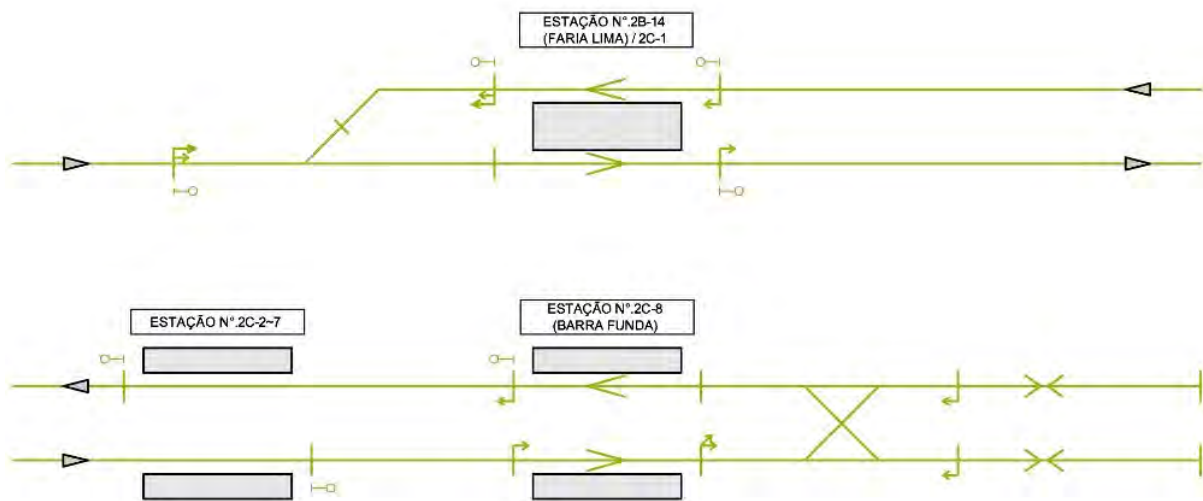 ESTAÇÃO N°.2B-14
(FARIA LIMA) / 2C-1
ESTAÇÃO N°.2C-2~7
ESTAÇÃO N°.2C-8
(BARRA FUNDA)